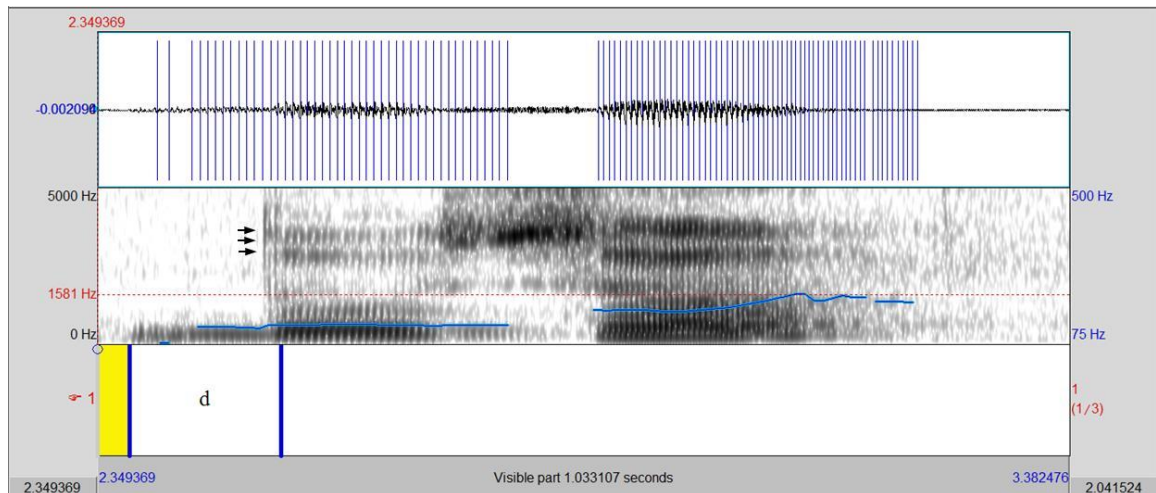 2.349369
-0.002090
5000 Hz
500 Hz
1581 Hz
0 Hz
75 Hz
d
1
1
(1/3)
2.349369
Visible part 1.033107 seconds
3.382476
2.349369
2.041524